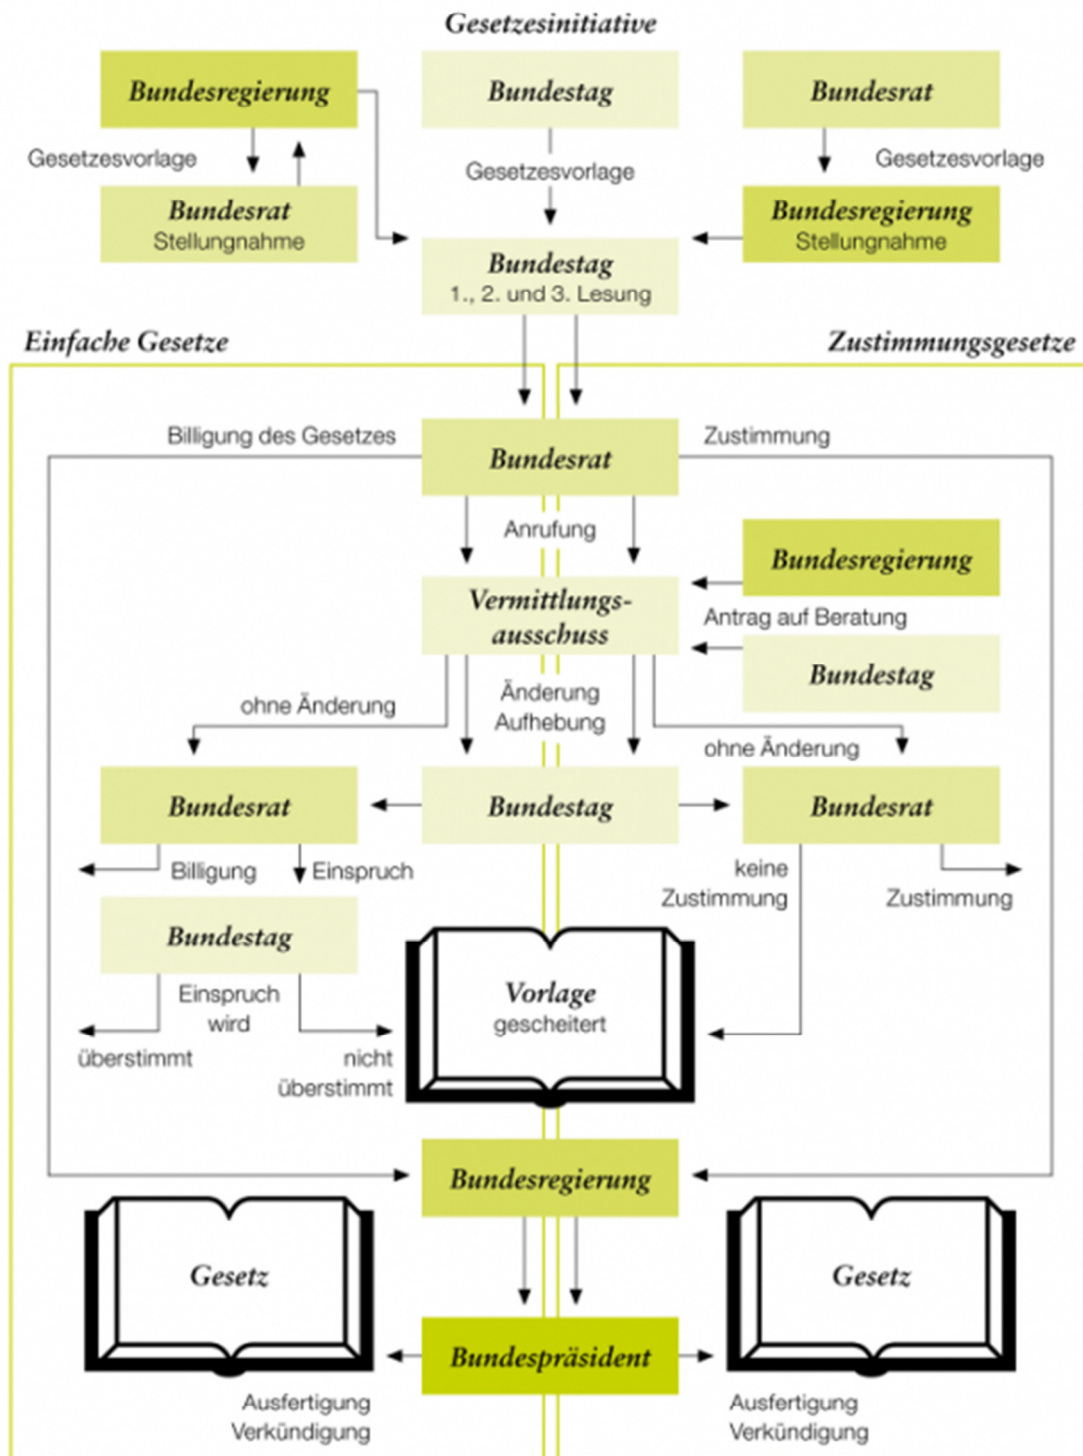 Gesetzesinitiative
Bundesregierung
Bundestag
Bundesrat
Gesetzesvorlage
Gesetzesvorlage
Gesetzesvorlage
Bundesrat
Stellungnahme
Bundesregierung
Stellungnahme
Bundestag
1., 2. und 3. Lesung
Einfache Gesetze
Zustimmungsgesetze
Billigung des Gesetzes
Zustimmung
Bundesrat
Anrufung
Bundesregierung
Vermittlungs-
ausschuss
Antrag auf Beratung
Bundestag
ohne Änderung
Änderung
Aufhebung
ohne Änderung
Bundesrat
Bundestag
Bundesrat
Billigung
Einspruch
keine
Zustimmung
Zustimmung
Bundestag
Einspruch
wird
überstimmt
nicht
überstimmt
Vorlage
gescheitert
Bundesregierung
Gesetz
Gesetz
Bundespräsident
Ausfertigung
Verkündigung
Ausfertigung
Verkündigung